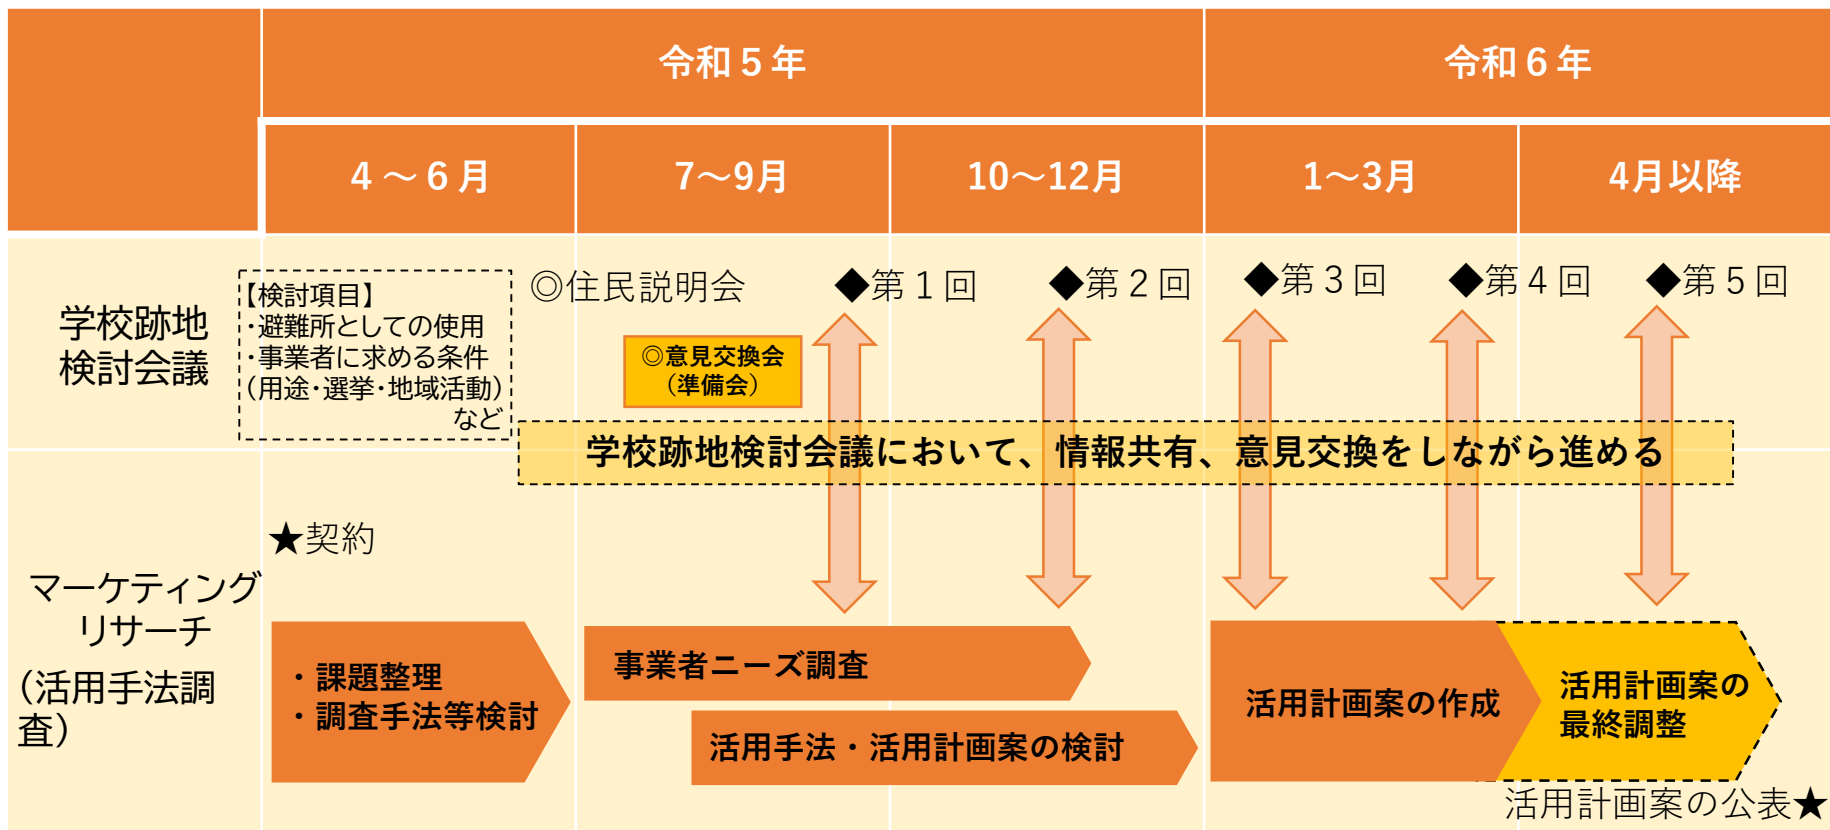 令和５年
令和６年
４～６月
7～9月
10～12月
1～3月
4月以降
学校跡地
検討会議
【検討項目】
・避難所としての使用
・事業者に求める条件
（用途・選挙・地域活動）
など
◎住民説明会
◆第１回
◆第２回
◆第３回
◆第４回
◆第５回
◎意見交換会
（準備会）
学校跡地検討会議において、情報共有、意見交換をしながら進める
マーケティング
リサーチ
（活用手法調
査）
★契約
・課題整理
・調査手法等検討
事業者ニーズ調査
活用手法・活用計画案の検討
活用計画案の作成
活用計画案の
最終調整
活用計画案の公表★